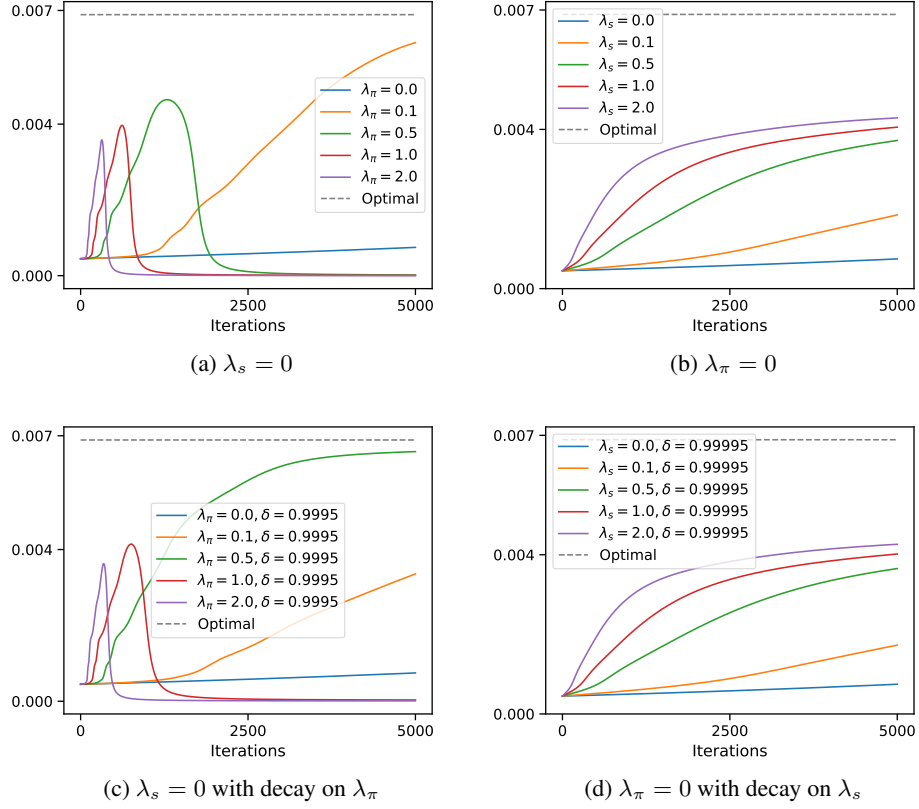 0.007
0.004
0.000
λπ = 0.0
λπ = 0.1
λπ = 0.5
λπ = 1.0
λπ = 2.0
Optimal
0
2500
5000
Iterations
(a) λs = 0
0.007
0.004
0.000
λs = 0.0
λs = 0.1
λs = 0.5
λs = 1.0
λs = 2.0
Optimal
0
2500
5000
Iterations
(b) λπ = 0
0.007
0.004
0.000
λπ = 0.0, δ = 0.9995
λπ = 0.1, δ = 0.9995
λπ = 0.5, δ = 0.9995
λπ = 1.0, δ = 0.9995
λπ = 2.0, δ = 0.9995
Optimal
0
2500
5000
Iterations
(c) λs = 0 with decay on λπ
0.007
0.004
0.000
λs = 0.0, δ = 0.99995
λs = 0.1, δ = 0.99995
λs = 0.5, δ = 0.99995
λs = 1.0, δ = 0.99995
λs = 2.0, δ = 0.99995
Optimal
0
2500
5000
Iterations
(d) λπ = 0 with decay on λs